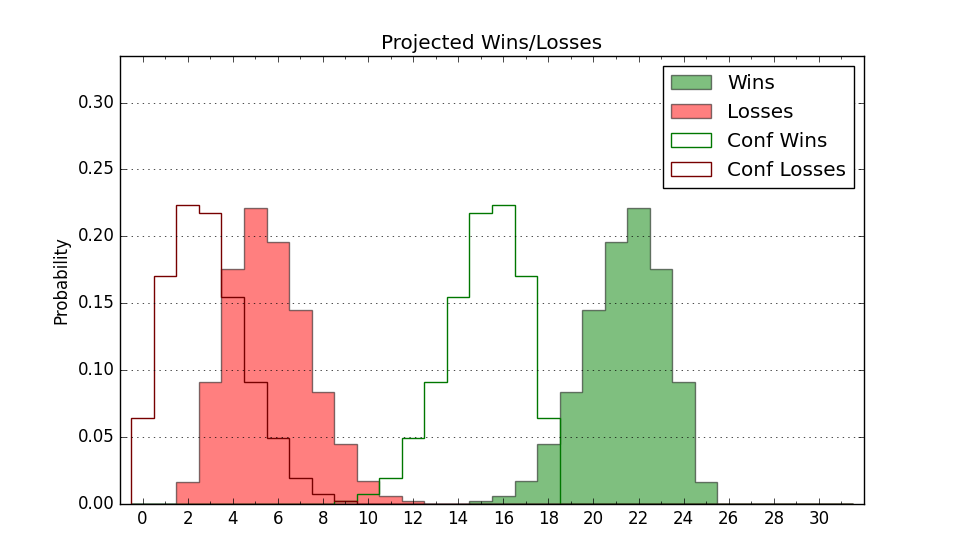 Projected Wins/Losses
Wins
Losses
Conf Wins
Conf Losses
Probability
0.30
0.25
0.20
0.15
0.10
0.05
0.00
0 2 4 6 8 10 12 14 16 18 20 22 24 26 28 30